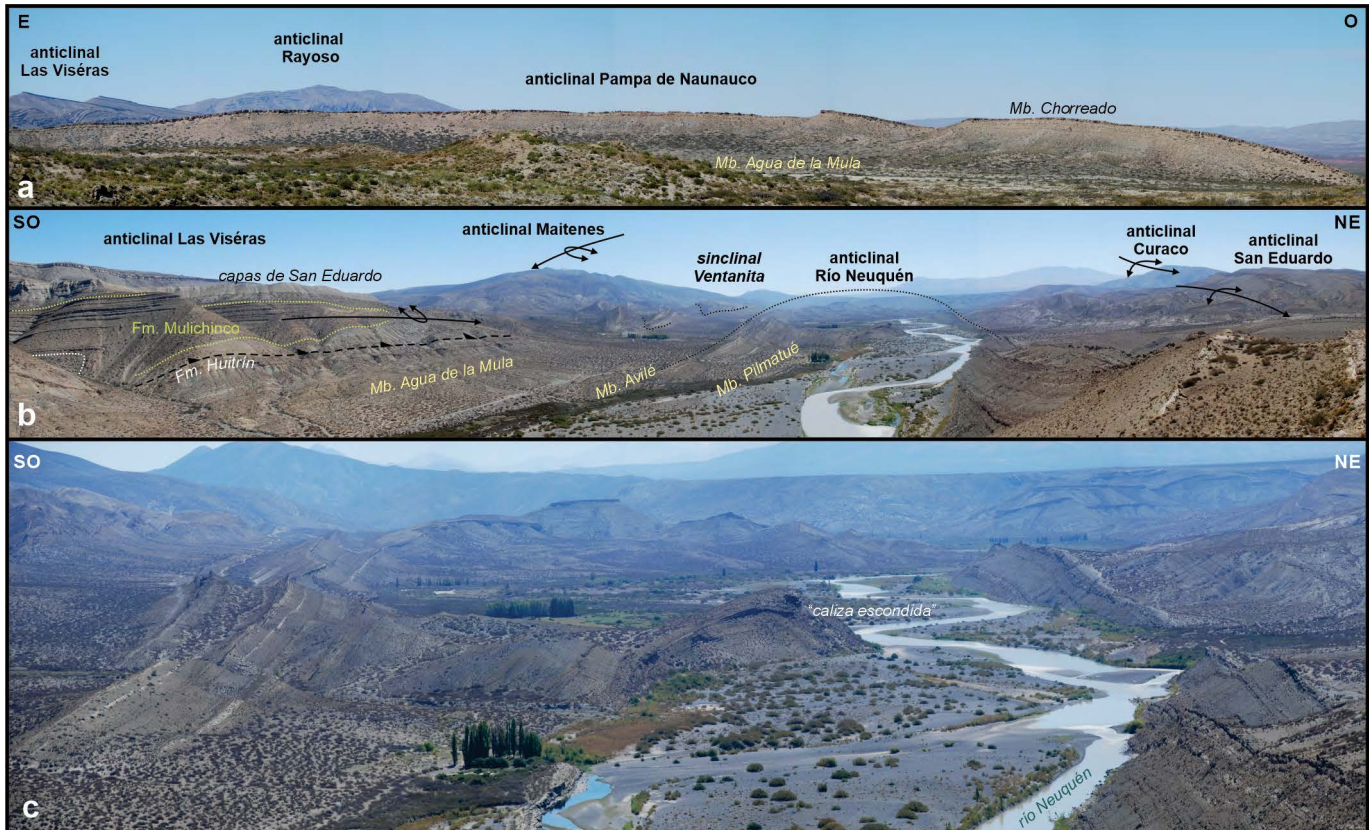 E
O
anticlinal
Las Viséras
anticlinal
Rayoso
anticlinal Pampa de Naunauco
Mb. Chorreado
Mb. Agua de la Mula
a
SO
NE
anticlinal Las Viséras
anticlinal Maitenes
capas de San Eduardo
sinclinal
Ventanita
anticlinal
Río Neuquén
anticlinal
Curaco
anticlinal
San Eduardo
Fm. Mulichinco
Fm. Huitrín
Mb. Agua de la Mula
Mb. Avilé
Mb. Pilmatué
b
SO
NE
"caliza escondida"
río Neuquén
c